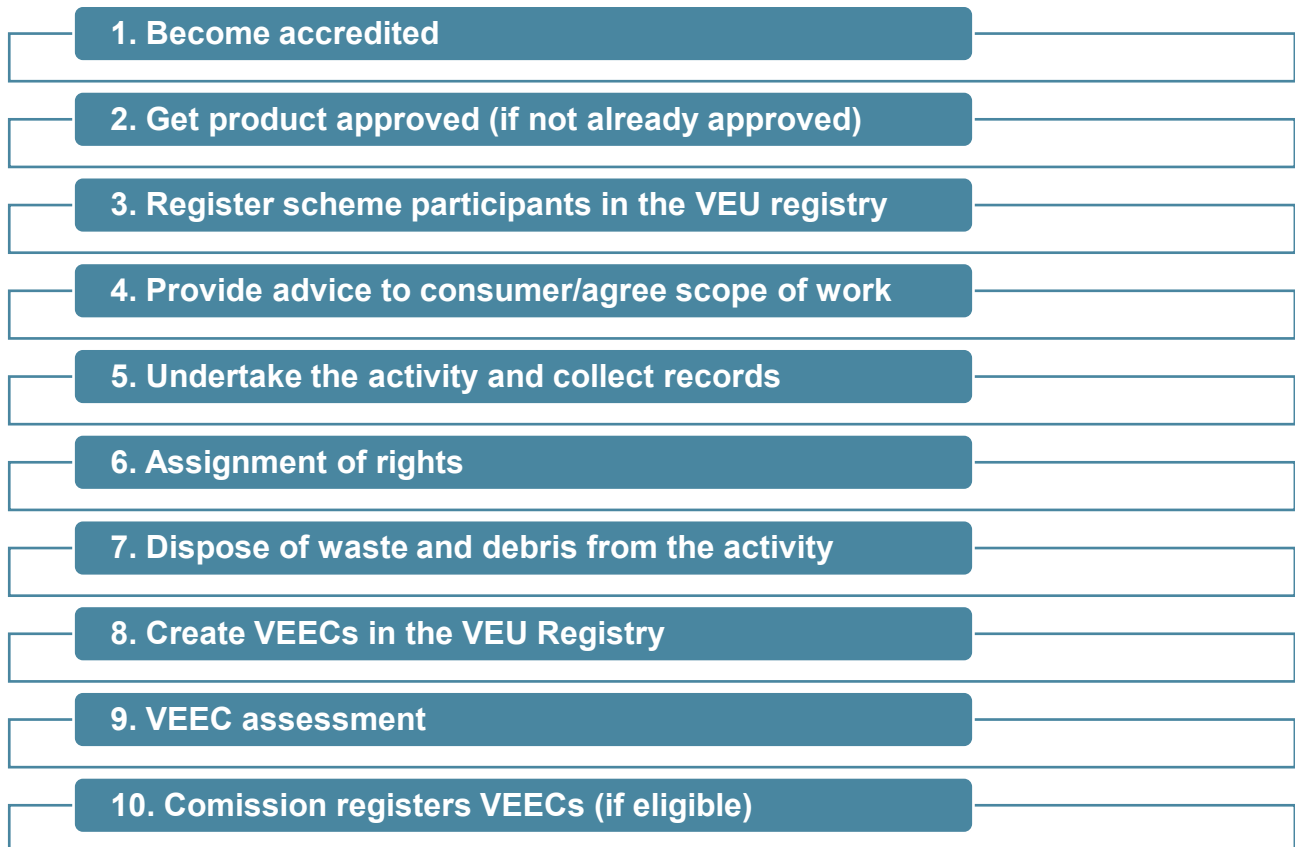 1. Become accredited
2. Get product approved (if not already approved)
3. Register scheme participants in the VEU registry
4. Provide advice to consumer/agree scope of work
5. Undertake the activity and collect records
6. Assignment of rights
7. Dispose of waste and debris from the activity
8. Create VEECs in the VEU Registry
9. VEEC assessment
10. Comission registers VEECs (if eligible)